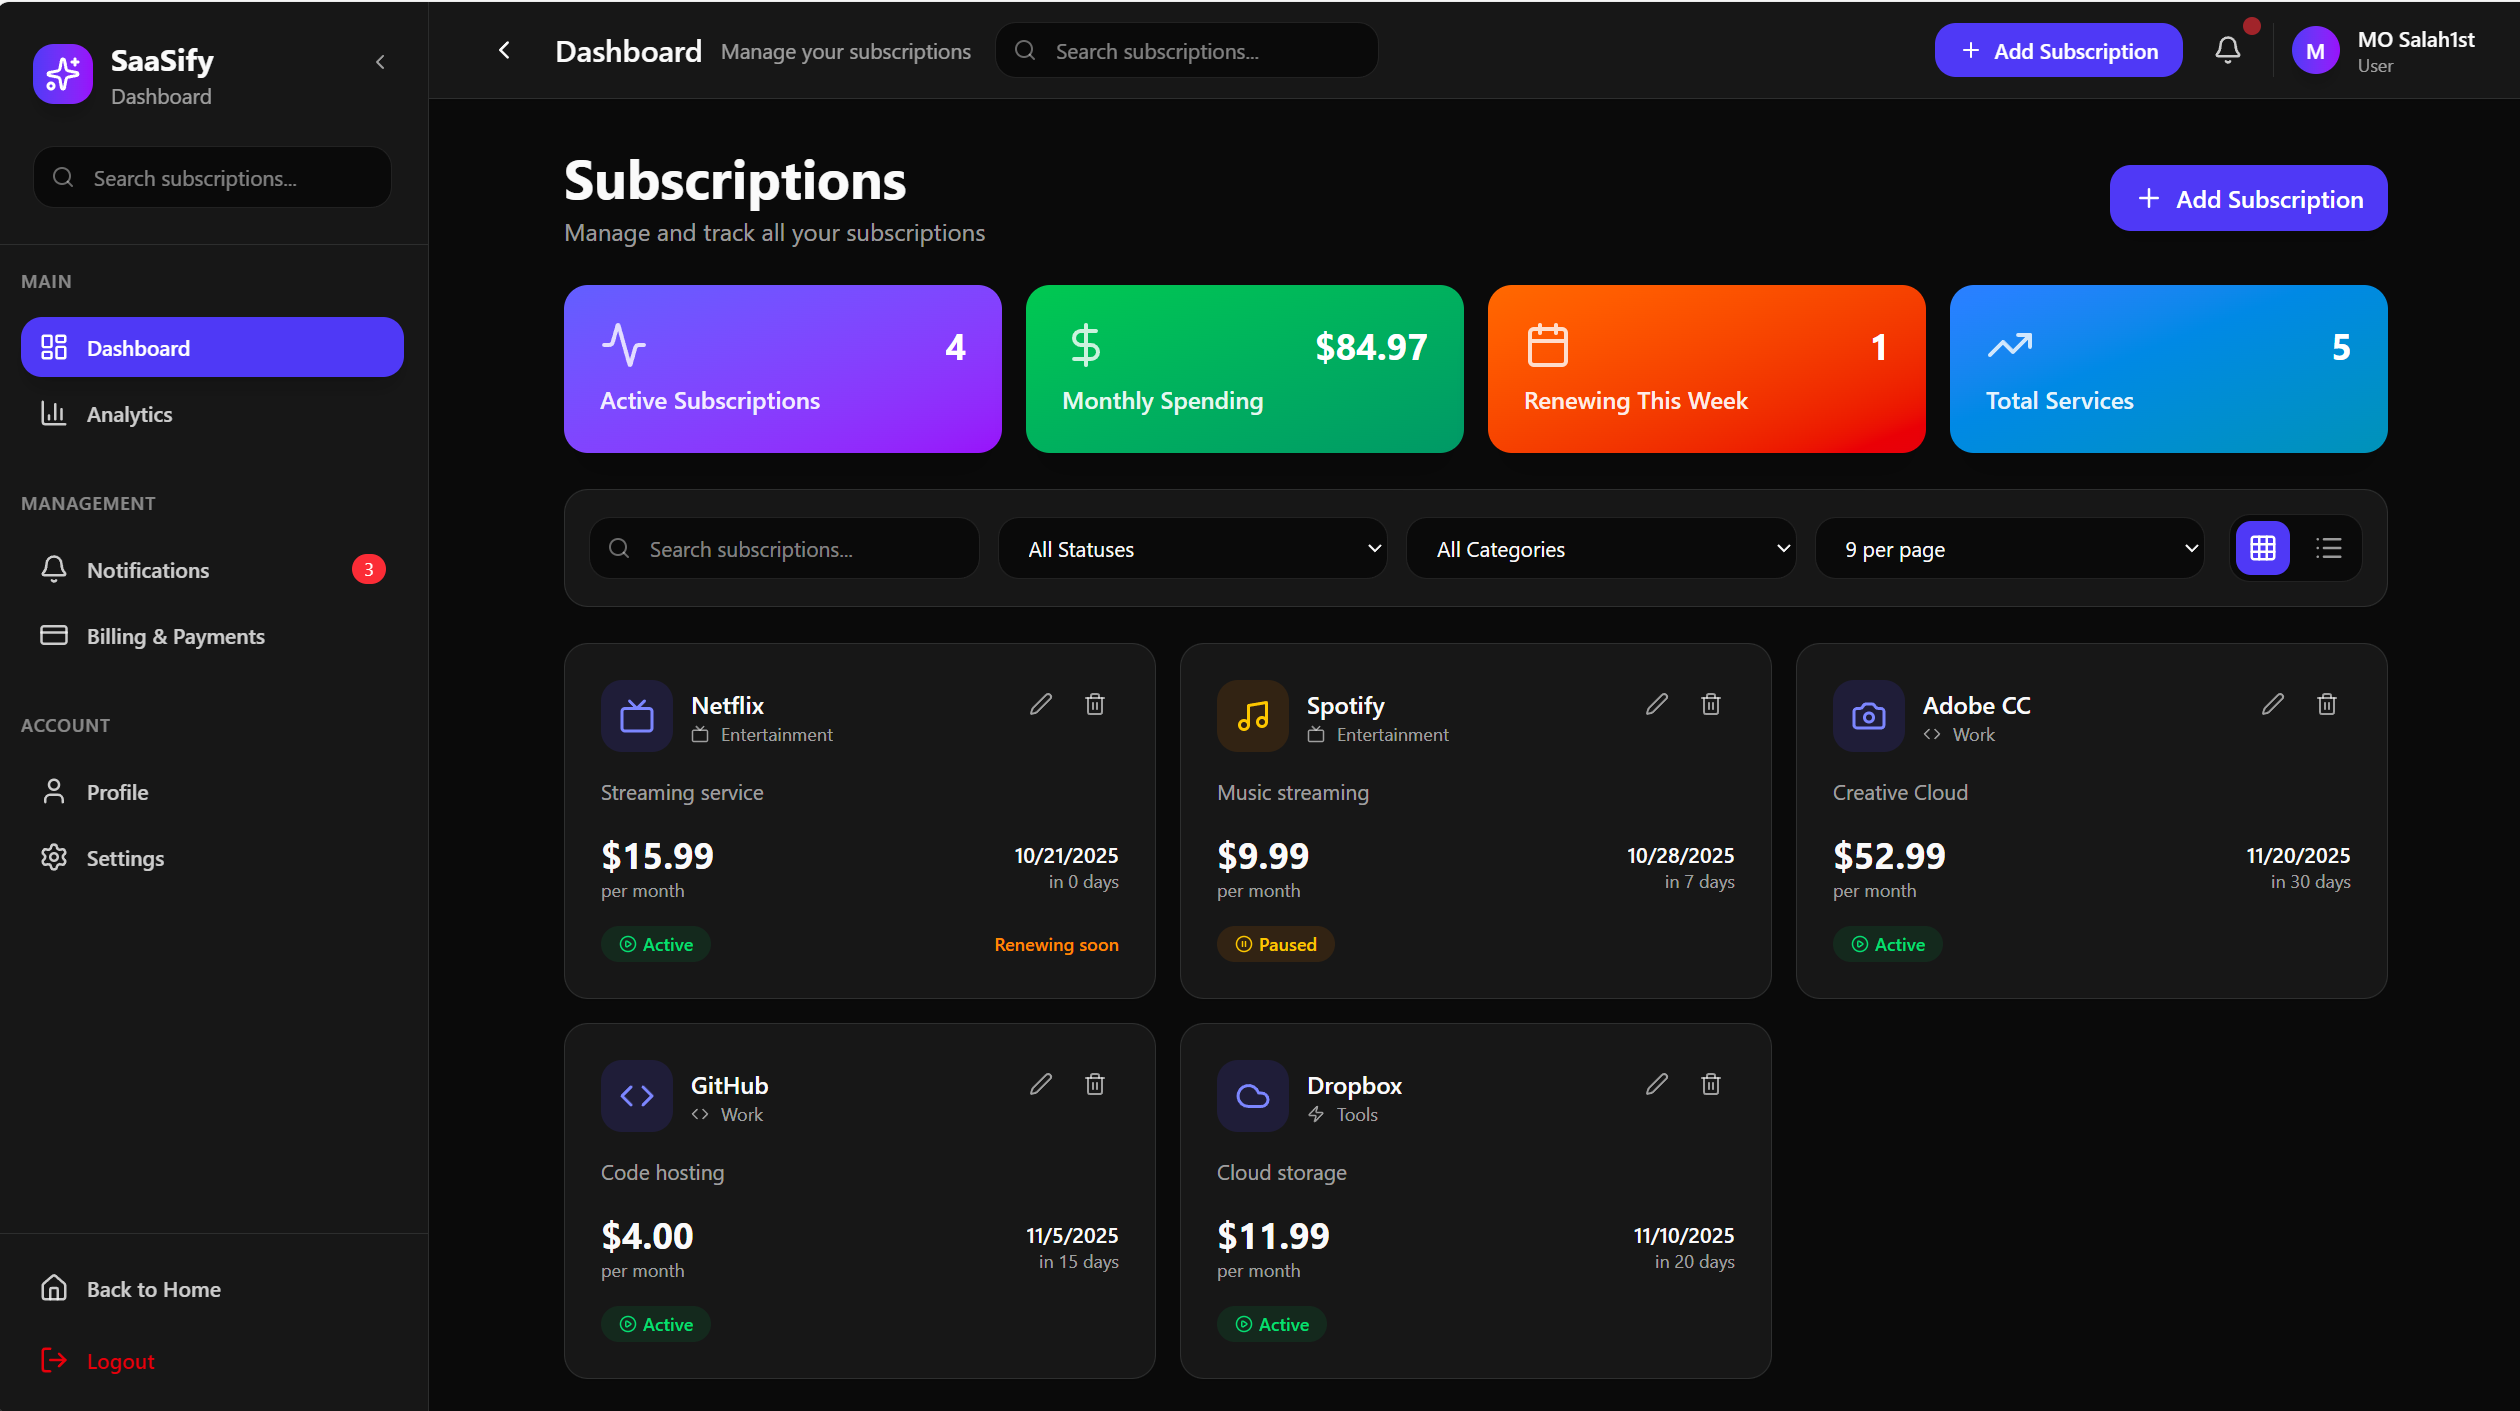 SaaSify
Dashboard
Search subscriptions...
MAIN
Dashboard
Analytics
MANAGEMENT
Notifications
3
Billing & Payments
ACCOUNT
Profile
Settings
Back to Home
Logout
Dashboard
Manage your subscriptions
Search subscriptions...
Add Subscription
M
MO Salah1st
User
Subscriptions
Manage and track all your subscriptions
Add Subscription
4
Active Subscriptions
$84.97
Monthly Spending
1
Renewing This Week
5
Total Services
Search subscriptions...
All Statuses
All Categories
9 per page
Netflix
Entertainment
Streaming service
$15.99
per month
10/21/2025
in 0 days
Active
Renewing soon
Spotify
Entertainment
Music streaming
$9.99
per month
10/28/2025
in 7 days
Paused
Adobe CC
Work
Creative Cloud
$52.99
per month
11/20/2025
in 30 days
Active
GitHub
Work
Code hosting
$4.00
per month
11/5/2025
in 15 days
Active
Dropbox
Tools
Cloud storage
$11.99
per month
11/10/2025
in 20 days
Active